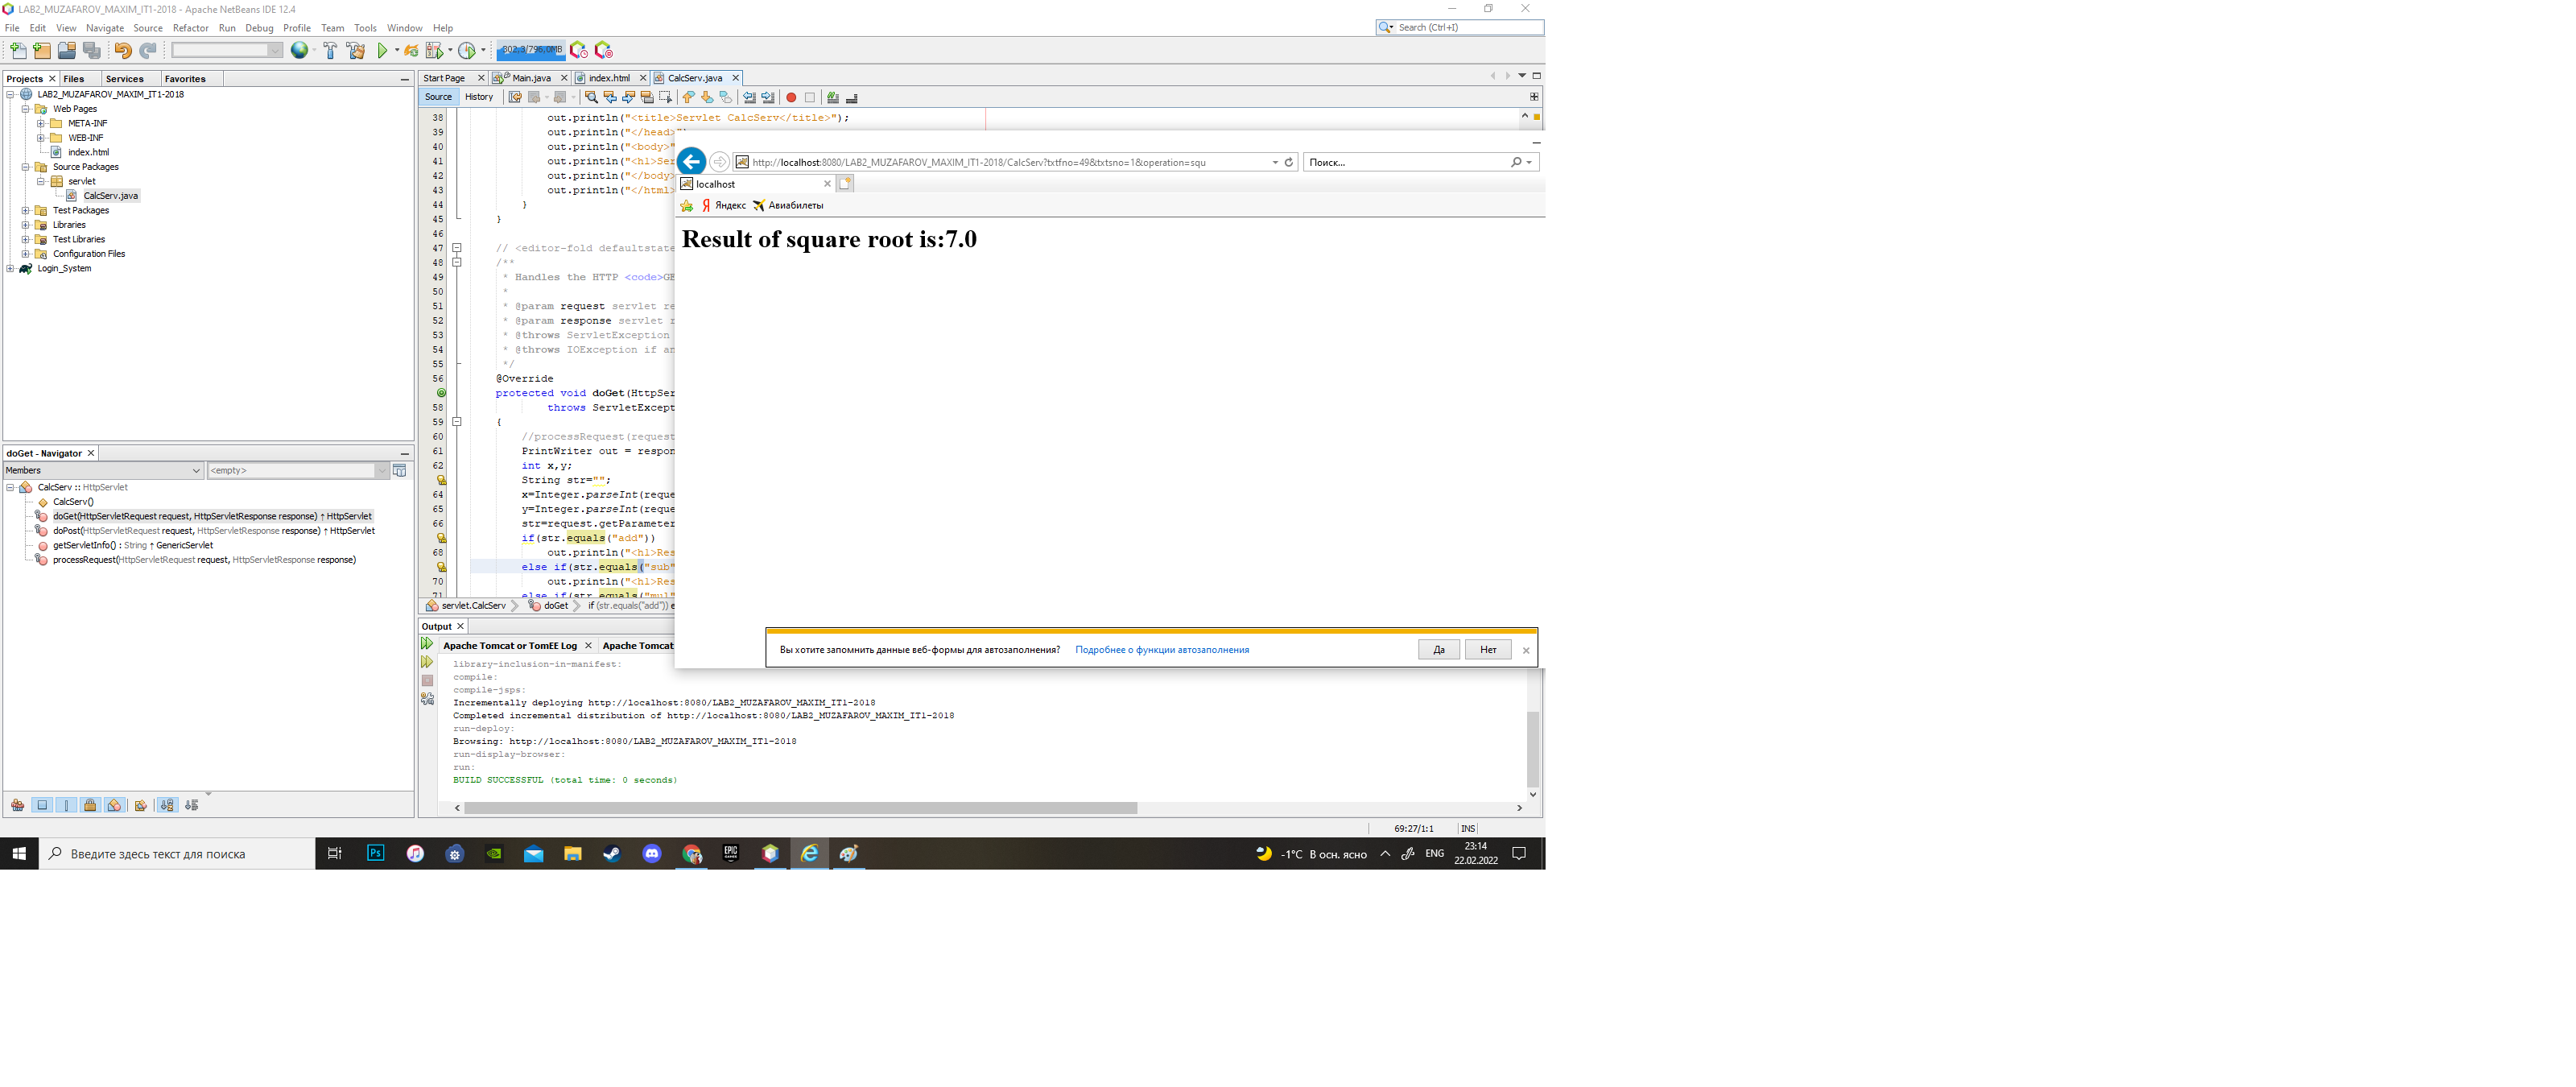 LAB2_MUZAFAROV_MAXIM_IT1-2018 - Apache NetBeans IDE 12.4
File Edit View Navigate Source Refactor Run Debug Profile Team Tools Window Help
Search (Ctrl+I)
802,3/796,0MB
Projects Files Services Favorites
LAB2_MUZAFAROV_MAXIM_IT1-2018
Web Pages
META-INF
WEB-INF
index.html
Source Packages
servlet
CalcServ.java
Test Packages
Libraries
Test Libraries
Configuration Files
Login_System
doGet - Navigator
Members
<empty>
CalcServ :: HttpServlet
CalcServ()
doGet(HttpServletRequest request, HttpServletResponse response) ↑ HttpServlet
doPost(HttpServletRequest request, HttpServletResponse response) ↑ HttpServlet
getServletInfo() : String ↑ GenericServlet
processRequest(HttpServletRequest request, HttpServletResponse response)
Start Page Main.java index.html CalcServ.java
Source History
38 out.println("<title>Servlet CalcServ</title>");
39 out.println("</head>");
40 out.println("<body>"
41 out.println("<h1>Ser
42 out.println("</body>
43 out.println("</html>
44 }
45 }
46
47 // <editor-fold defaultstate
48 /**
49 * Handles the HTTP <code>GE
50 *
51 * @param request servlet re
52 * @param response servlet r
53 * @throws ServletException
54 * @throws IOException if an
55 */
56 @Override
protected void doGet(HttpSer
58 throws ServletExcept
59 {
60 //processRequest(request
61 PrintWriter out = respon
62 int x,y;
String str="";
64 x=Integer.parseInt(reque
65 y=Integer.parseInt(reque
66 str=request.getParameter
if(str.equals("add"))
68 out.println("<h1>Res
else if(str.equals("sub"
70 out.println("<h1>Res
71 else if(str.equals("mul"
servlet.CalcServ doGet if (str.equals("add")) e
http://localhost:8080/LAB2_MUZAFAROV_MAXIM_IT1-2018/CalcServ?txtfno=49&txtsno=1&operation=squ
Поиск...
localhost
Яндекс Авиабилеты
Result of square root is:7.0
Вы хотите запомнить данные веб-формы для автозаполнения? Подробнее о функции автозаполнения Да Нет
Output
Apache Tomcat or TomEE Log Apache Tomcat
library-inclusion-in-manifest:
compile:
compile-jsps:
Incrementally deploying http://localhost:8080/LAB2_MUZAFAROV_MAXIM_IT1-2018
Completed incremental distribution of http://localhost:8080/LAB2_MUZAFAROV_MAXIM_IT1-2018
run-deploy:
Browsing: http://localhost:8080/LAB2_MUZAFAROV_MAXIM_IT1-2018
run-display-browser:
run:
BUILD SUCCESSFUL (total time: 0 seconds)
69:27/1:1 INS
Введите здесь текст для поиска
Ps
EPIC GAMES
-1°C В осн. ясно
ENG
23:14
22.02.2022